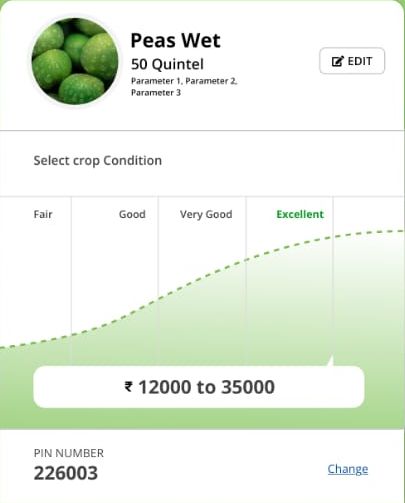 Peas Wet
50 Quintel
Parameter 1, Parameter 2,
Parameter 3
EDIT
Select crop Condition
Fair Good Very Good Excellent
₹ 12000 to 35000
PIN NUMBER
226003
Change